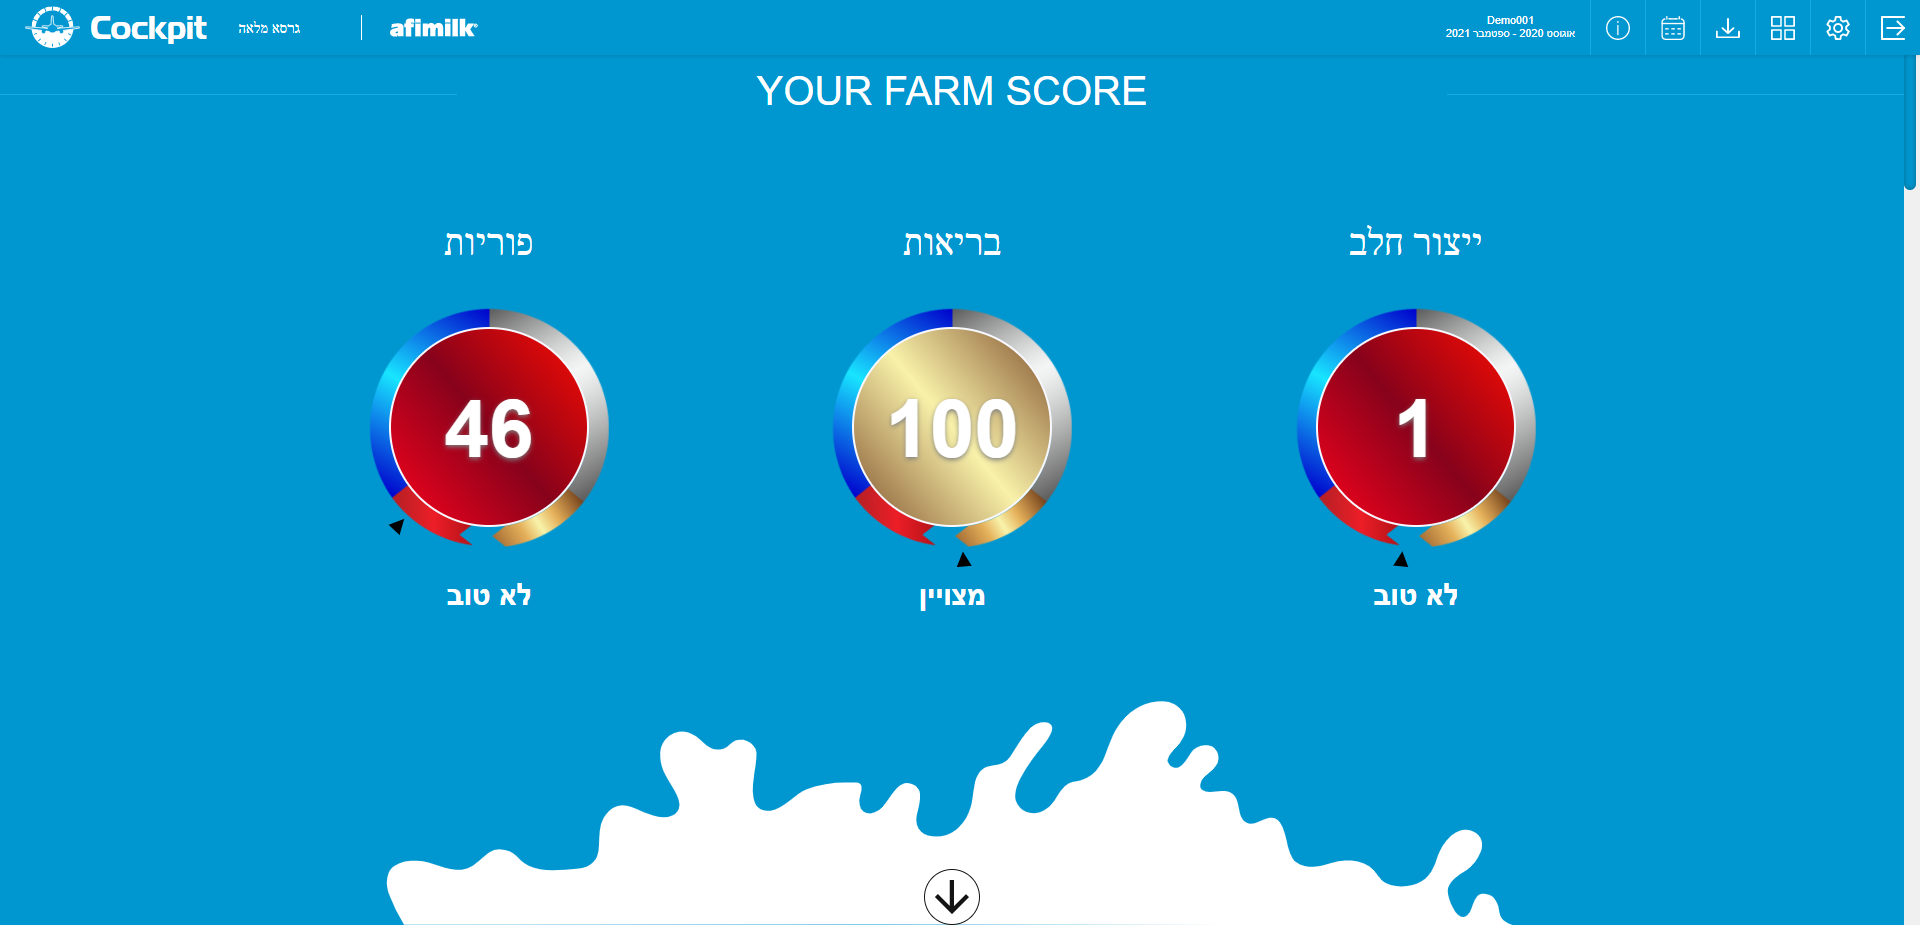 Cockpit
גרסא מלאה
afimilk
Demo001
אוגוסט 2020 - ספטמבר 2021
YOUR FARM SCORE
ייצור חלב
בריאות
פוריות
1
100
46
לא טוב
מצויין
לא טוב